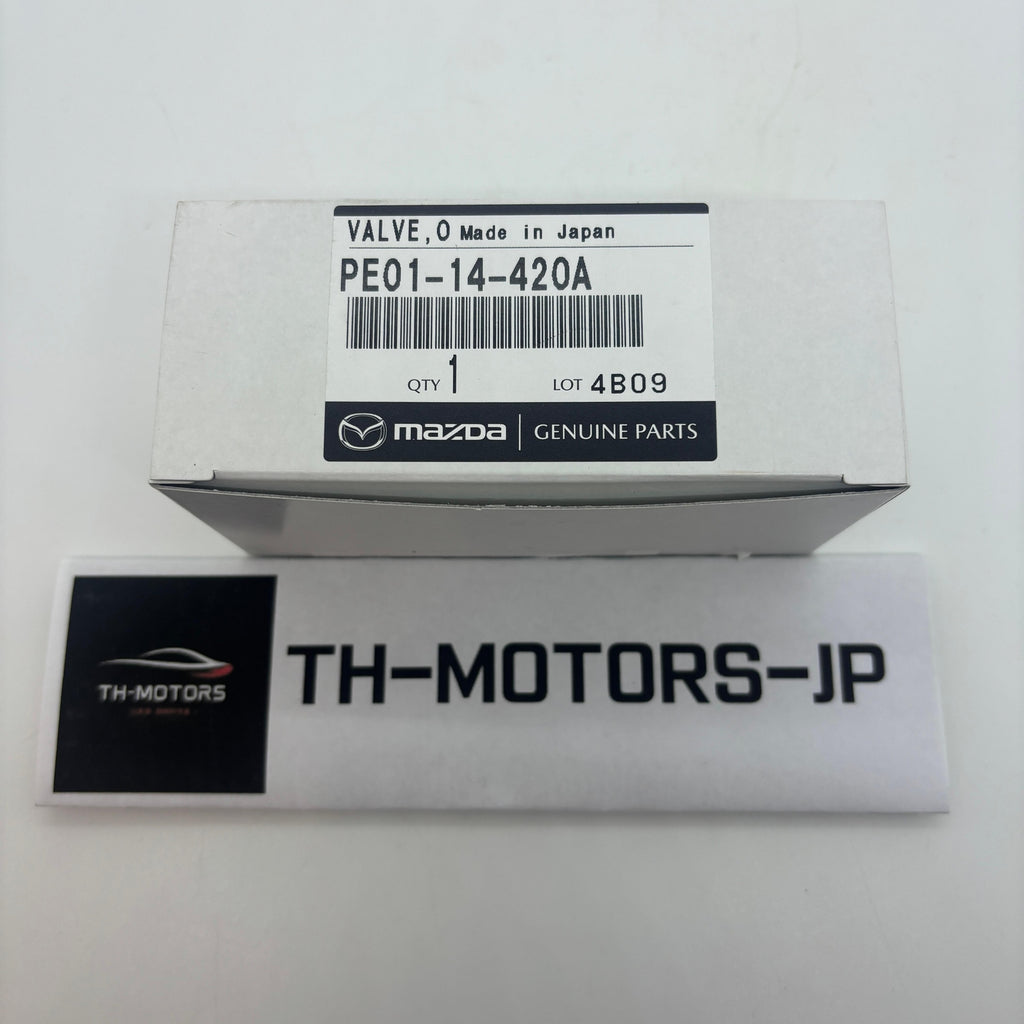 VALVE,O Made in Japan
PE01-14-420A
QTY 1 LOT 4B09
mazda GENUINE PARTS
TH-MOTORS
TH-MOTORS-JP